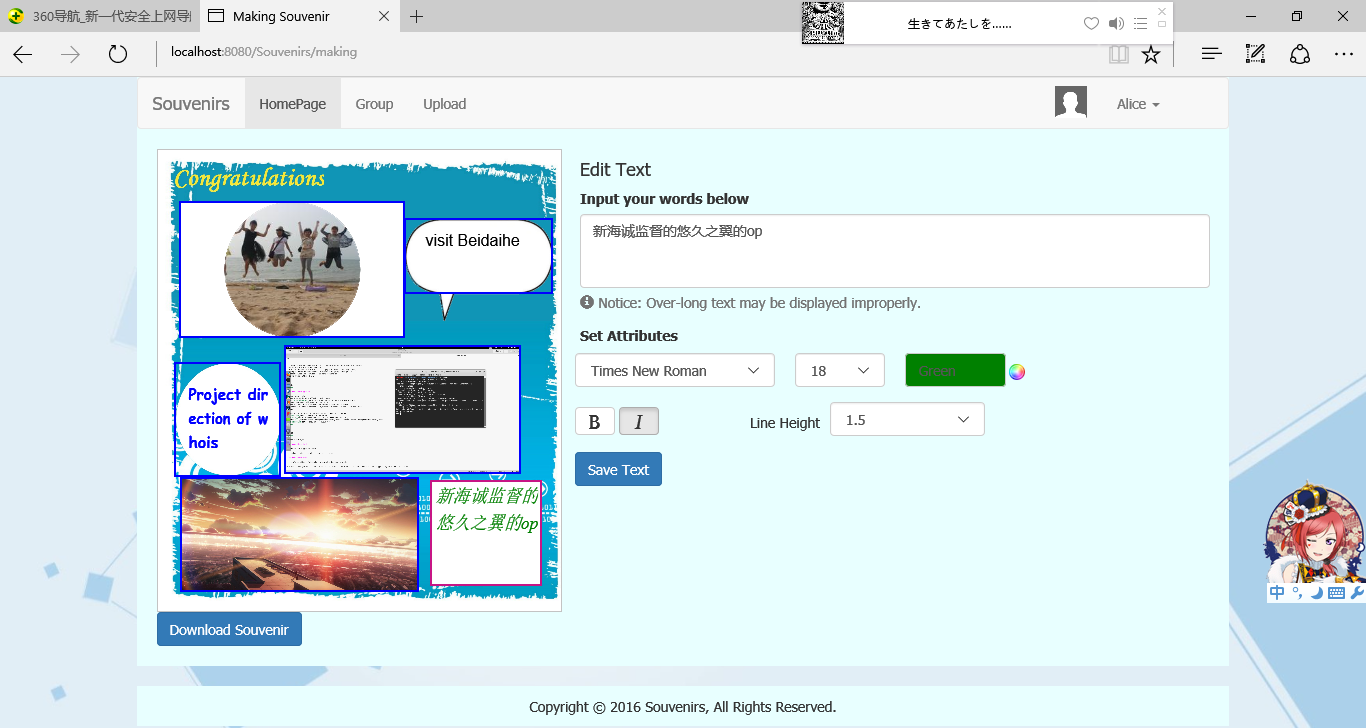 360导航_新一代安全上网导
Making Souvenir
生きてあたしを......
localhost:8080/Souvenirs/making
Souvenirs
HomePage
Group
Upload
Alice
Congratulations
visit Beidaihe
Project dir
ection of w
hois
新海诚监督的
悠久之翼的op
Download Souvenir
Edit Text
Input your words below
新海诚监督的悠久之翼的op
Notice: Over-long text may be displayed improperly.
Set Attributes
Times New Roman
18
Green
B
I
Line Height
1.5
Save Text
中
Copyright © 2016 Souvenirs, All Rights Reserved.